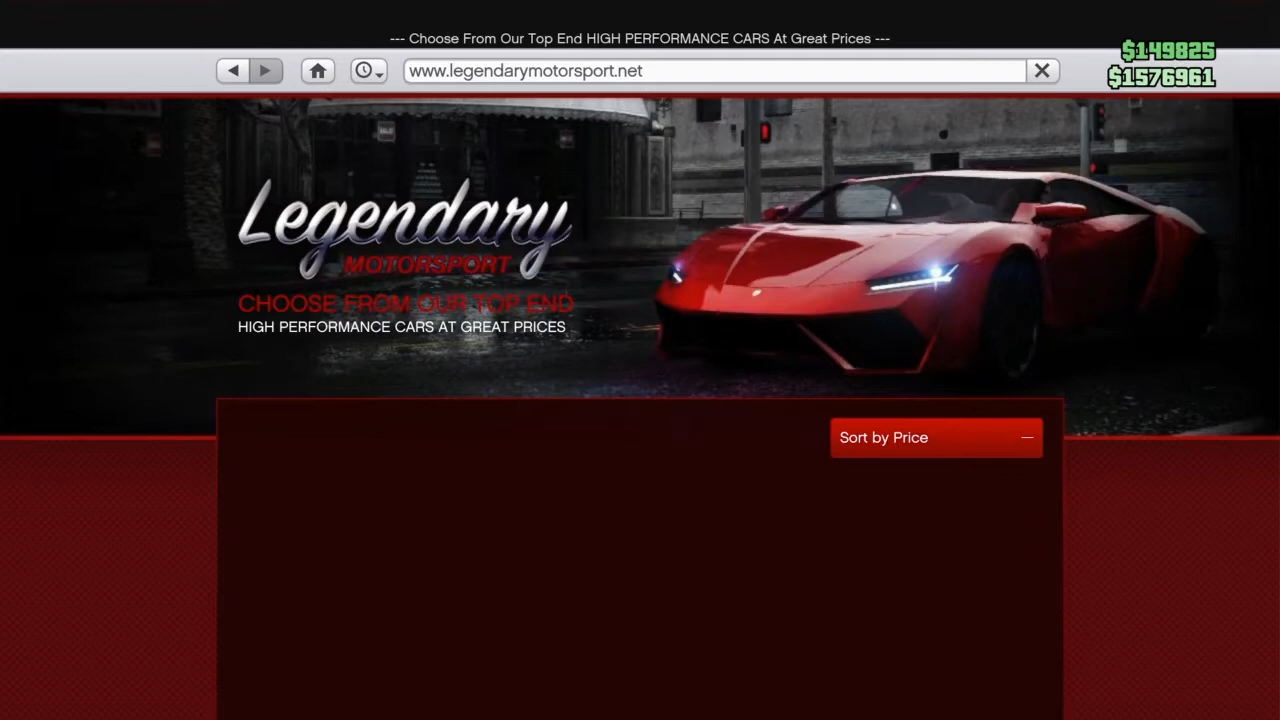 --- Choose From Our Top End HIGH PERFORMANCE CARS At Great Prices ---
$149825
www.legendarymotorsport.net
$1576961
Legendary
MOTORSPORT
CHOOSE FROM OUR TOP END
HIGH PERFORMANCE CARS AT GREAT PRICES
Sort by Price